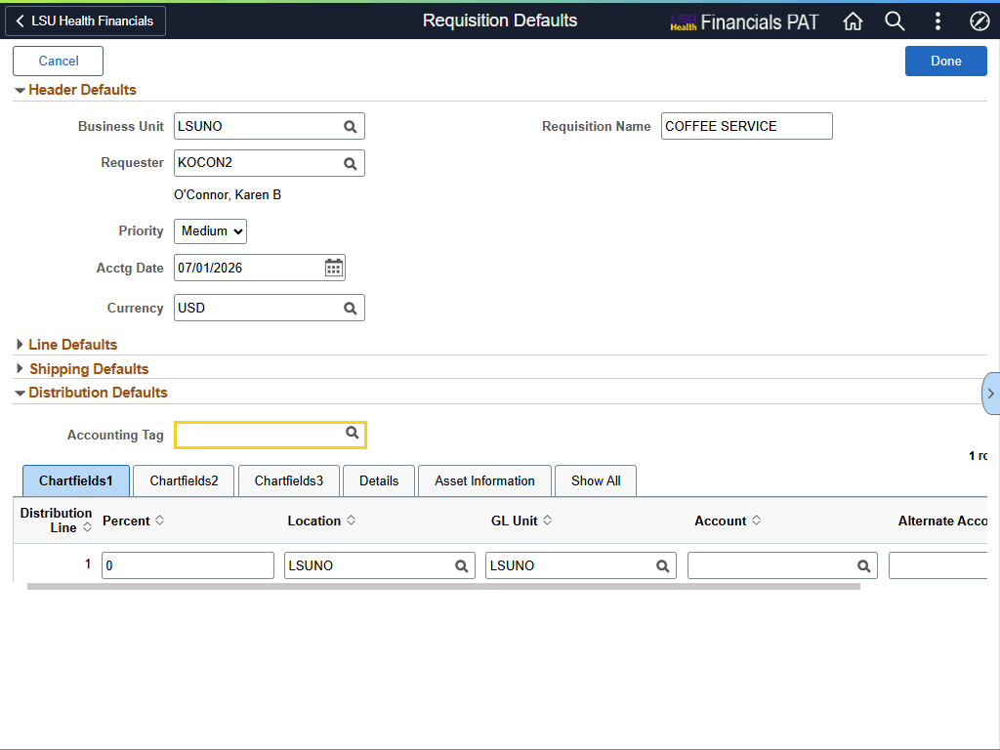 LSU Health Financials
Requisition Defaults
LSU Health Financials PAT
Cancel
Done
Header Defaults
Business Unit LSUNO
Requisition Name COFFEE SERVICE
Requester KOCON2
O'Connor, Karen B
Priority Medium
Acctg Date 07/01/2026
Currency USD
Line Defaults
Shipping Defaults
Distribution Defaults
Accounting Tag
1 ro
Chartfields1 Chartfields2 Chartfields3 Details Asset Information Show All
Distribution Line Percent Location GL Unit Account Alternate Acco
1 0 LSUNO LSUNO